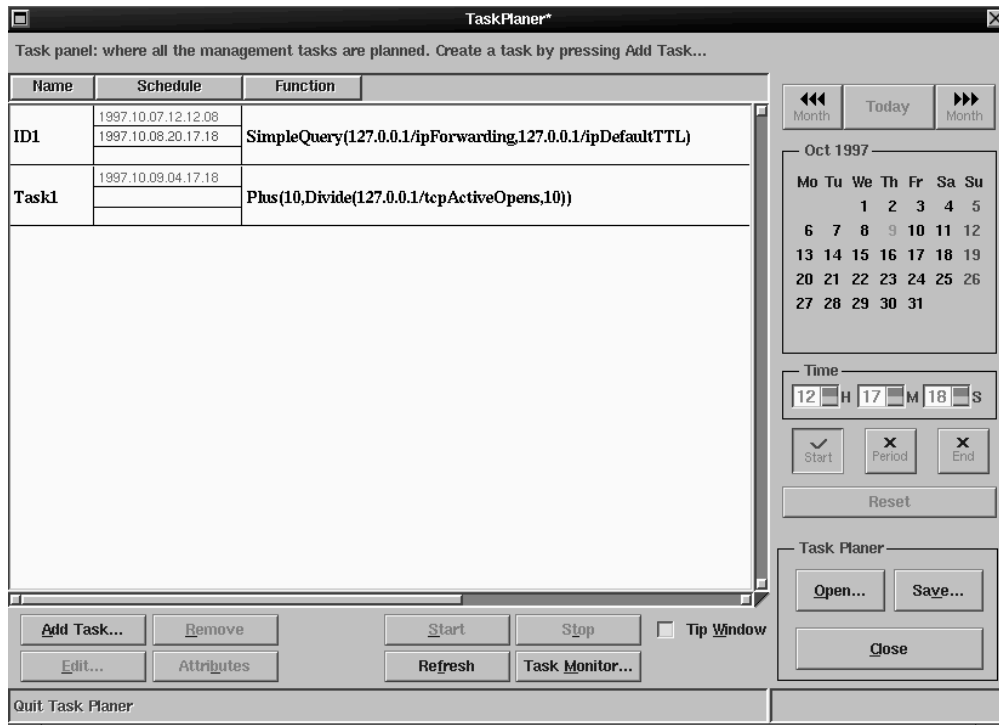 TaskPlaner*
Task panel: where all the management tasks are planned. Create a task by pressing Add Task...
Name Schedule Function
ID1
1997.10.07.12.12.08
1997.10.08.20.17.18
SimpleQuery(127.0.0.1/ipForwarding,127.0.0.1/ipDefaultTTL)
Task1
1997.10.09.04.17.18
Plus(10,Divide(127.0.0.1/tcpActiveOpens,10))
Month Today Month
Oct 1997
Mo Tu We Th Fr Sa Su
1 2 3 4 5
6 7 8 9 10 11 12
13 14 15 16 17 18 19
20 21 22 23 24 25 26
27 28 29 30 31
Time
12 H 17 M 18 S
Start Period End
Reset
Task Planer
Open... Save...
Close
Add Task... Remove Start Stop Tip Window
Edit... Attributes Refresh Task Monitor...
Quit Task Planer